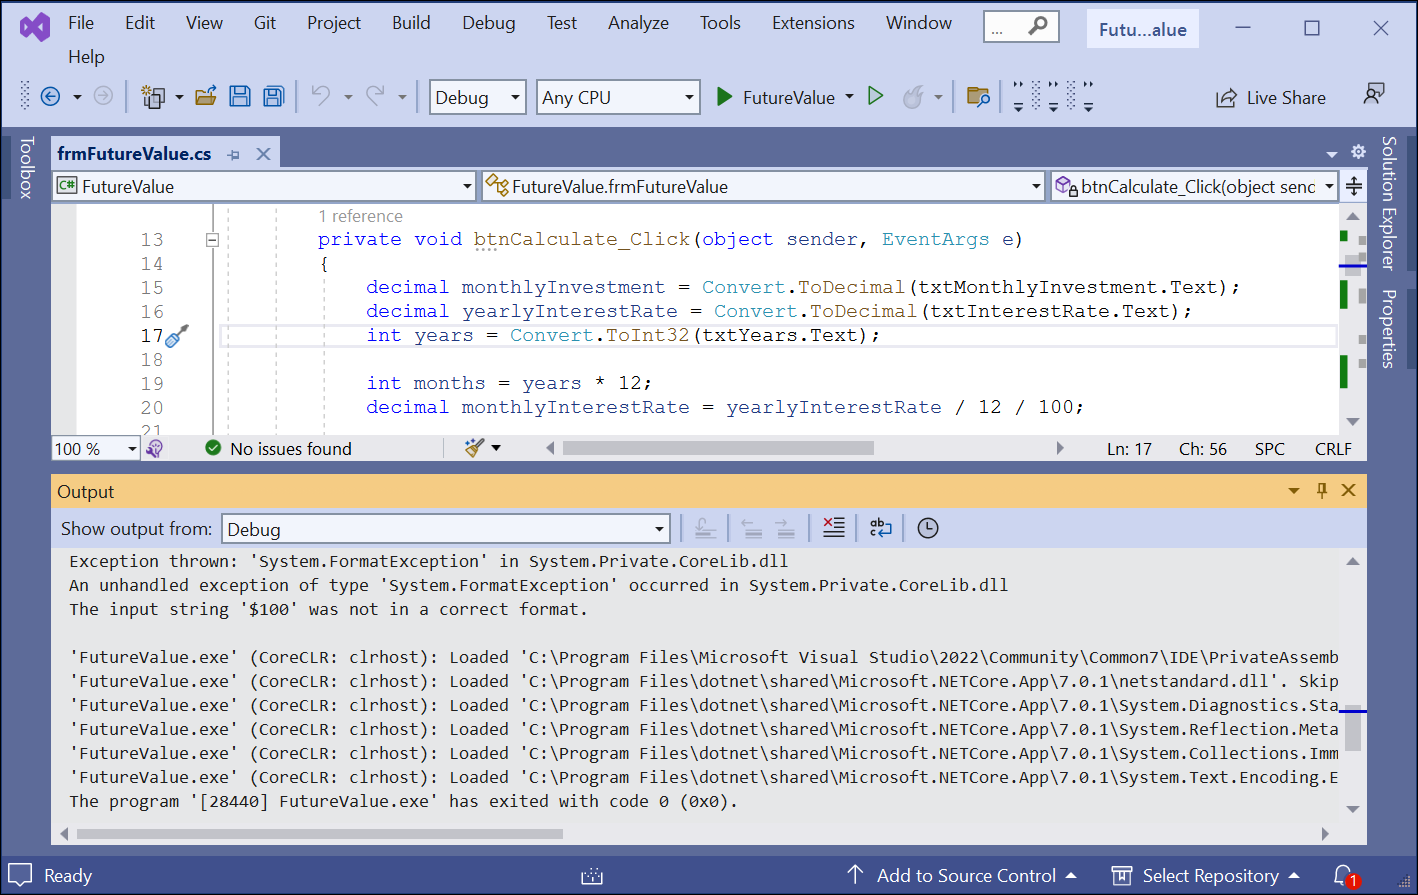 File Edit View Git Project Build Debug Test Analyze Tools Extensions Window ... Futu...alue
Help
Debug Any CPU FutureValue Live Share
Toolbox
frmFutureValue.cs
C# FutureValue FutureValue.frmFutureValue btnCalculate_Click(object senc
1 reference
13 private void btnCalculate_Click(object sender, EventArgs e)
14 {
15 decimal monthlyInvestment = Convert.ToDecimal(txtMonthlyInvestment.Text);
16 decimal yearlyInterestRate = Convert.ToDecimal(txtInterestRate.Text);
17 int years = Convert.ToInt32(txtYears.Text);
18
19 int months = years * 12;
20 decimal monthlyInterestRate = yearlyInterestRate / 12 / 100;
21
100 % No issues found Ln: 17 Ch: 56 SPC CRLF
Solution Explorer
Properties
Output
Show output from: Debug
Exception thrown: 'System.FormatException' in System.Private.CoreLib.dll
An unhandled exception of type 'System.FormatException' occurred in System.Private.CoreLib.dll
The input string '$100' was not in a correct format.
'FutureValue.exe' (CoreCLR: clrhost): Loaded 'C:\Program Files\Microsoft Visual Studio\2022\Community\Common7\IDE\PrivateAssemb
'FutureValue.exe' (CoreCLR: clrhost): Loaded 'C:\Program Files\dotnet\shared\Microsoft.NETCore.App\7.0.1\netstandard.dll'. Skip
'FutureValue.exe' (CoreCLR: clrhost): Loaded 'C:\Program Files\dotnet\shared\Microsoft.NETCore.App\7.0.1\System.Diagnostics.Sta
'FutureValue.exe' (CoreCLR: clrhost): Loaded 'C:\Program Files\dotnet\shared\Microsoft.NETCore.App\7.0.1\System.Reflection.Meta
'FutureValue.exe' (CoreCLR: clrhost): Loaded 'C:\Program Files\dotnet\shared\Microsoft.NETCore.App\7.0.1\System.Collections.Imm
'FutureValue.exe' (CoreCLR: clrhost): Loaded 'C:\Program Files\dotnet\shared\Microsoft.NETCore.App\7.0.1\System.Text.Encoding.E
The program '[28440] FutureValue.exe' has exited with code 0 (0x0).
Ready Add to Source Control Select Repository 1